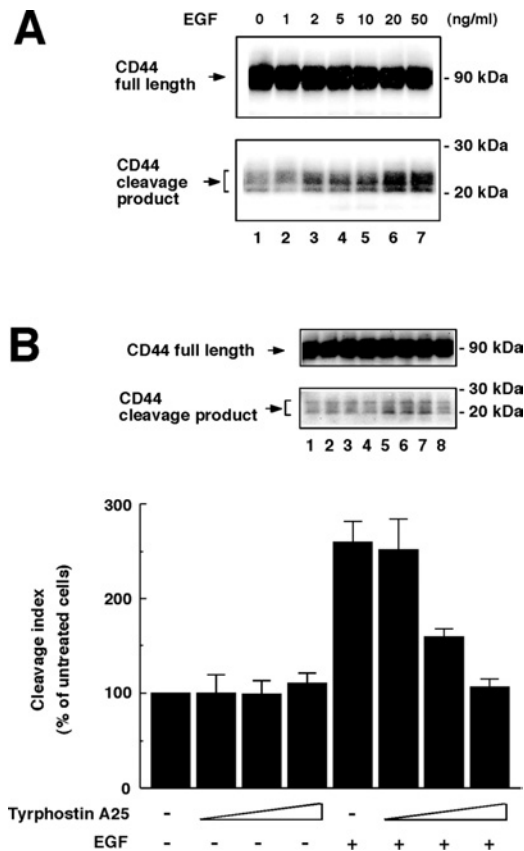 A
EGF 0 1 2 5 10 20 50 (ng/ml)
CD44
full length
- 90 kDa
- 30 kDa
CD44
cleavage
product
- 20 kDa
1 2 3 4 5 6 7
B
CD44 full length
- 90 kDa
- 30 kDa
CD44
cleavage product
- 20 kDa
1 2 3 4 5 6 7 8
300
200
100
0
Cleavage index
(% of untreated cells)
Tyrphostin A25 - -
EGF - - - - + + + +